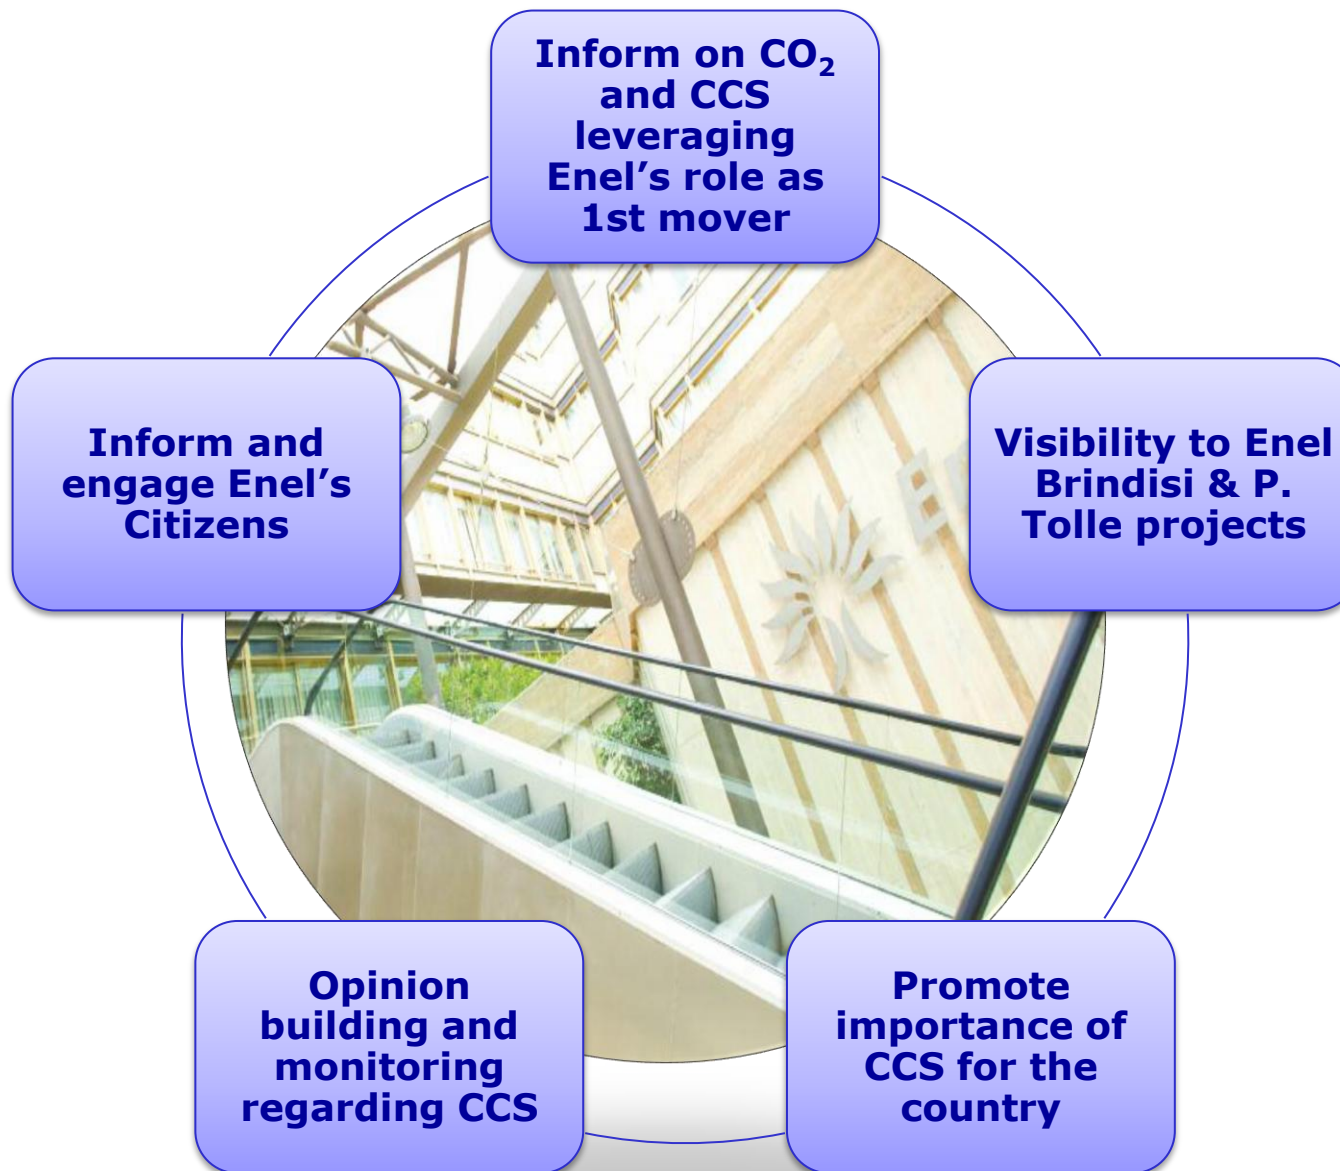 Inform on CO₂
and CCS
leveraging
Enel’s role as
1st mover
Inform and
engage Enel’s
Citizens
Visibility to Enel
Brindisi & P.
Tolle projects
Opinion
building and
monitoring
regarding CCS
Promote
importance of
CCS for the
country